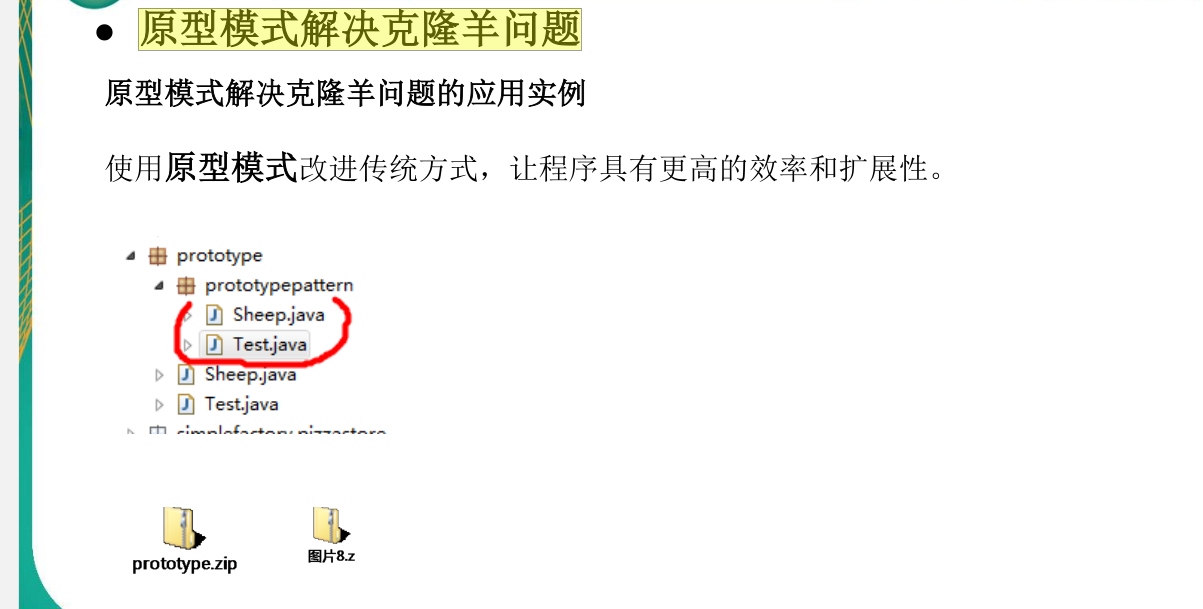 原型模式解决克隆羊问题
原型模式解决克隆羊问题的应用实例
使用原型模式改进传统方式，让程序具有更高的效率和扩展性。
prototype
prototypepattern
Sheep.java
Test.java
Sheep.java
Test.java
simplefactory.pizzastore
prototype.zip
图片8.z